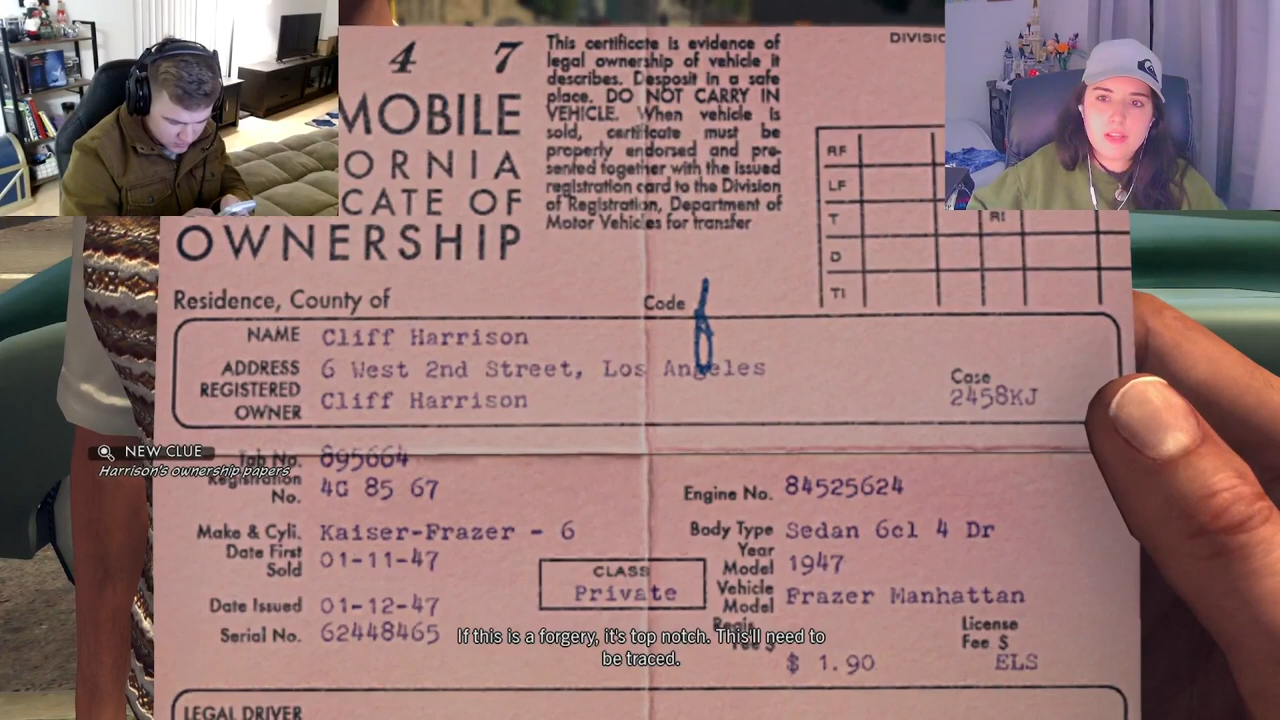 4 7
MOBILE
ORNIA
CATE OF
OWNERSHIP
This certificate is evidence of
legal ownership of vehicle it
describes. Desposit in a safe
place. DO NOT CARRY IN
VEHICLE. When vehicle is
sold, certificate must be
properly endorsed and pre-
sented together with the issued
registration card to the Division
of Registration, Department of
Motor Vehicles for transfer
DIVISIO
RF
LF
T
RI
D
TI
Residence, County of
Code
NAME Cliff Harrison
ADDRESS 6 West 2nd Street, Los Angeles
REGISTERED
OWNER Cliff Harrison
Case
2458KJ
NEW CLUE
Harrison's ownership papers
Tab No. 895664
Registration
No. 4G 85 67
Engine No. 84525624
Make & Cyli. Kaiser-Frazer - 6
Body Type Sedan 6cl 4 Dr
Date First
Sold 01-11-47
Year
Model 1947
CLASS
Private
Vehicle
Model Frazer Manhattan
Date Issued 01-12-47
Serial No. 62448465
Regis.
Fee $
$ 1.90
License
Fee $
ELS
If this is a forgery, it's top notch. This'll need to
be traced.
LEGAL DRIVER